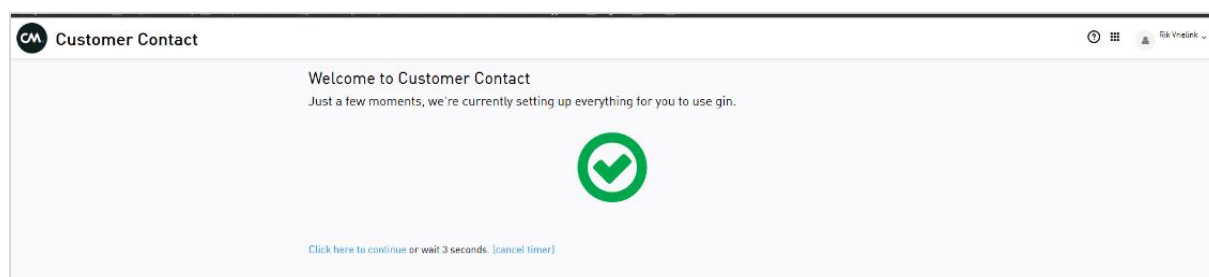 CM.
Customer Contact
Rik Vrielink
Welcome to Customer Contact
Just a few moments, we're currently setting up everything for you to use gin.
Click here to continue or wait 3 seconds. [cancel timer]